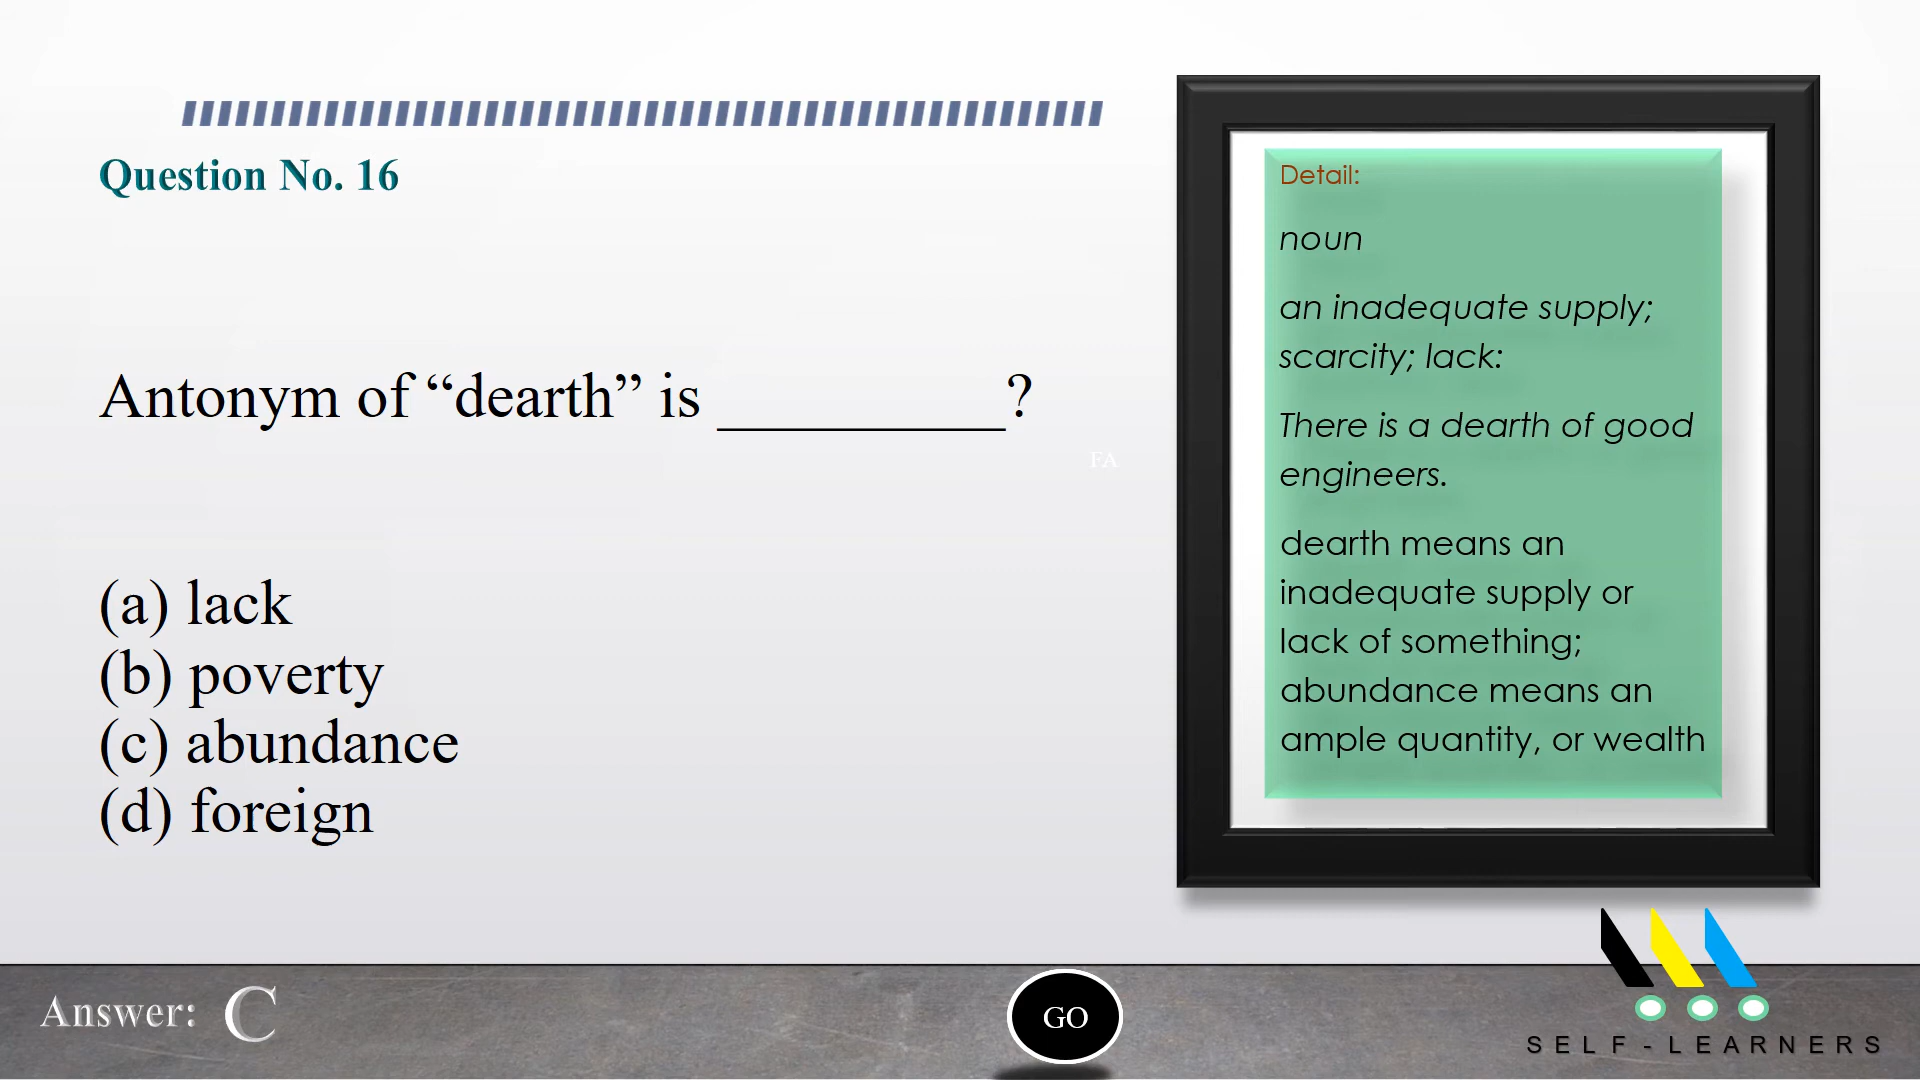 Question No. 16
Antonym of “dearth” is _________?
FA
(a) lack
(b) poverty
(c) abundance
(d) foreign
Detail:
noun
an inadequate supply;
scarcity; lack:
There is a dearth of good
engineers.
dearth means an
inadequate supply or
lack of something;
abundance means an
ample quantity, or wealth
Answer: C
GO
SELF-LEARNERS